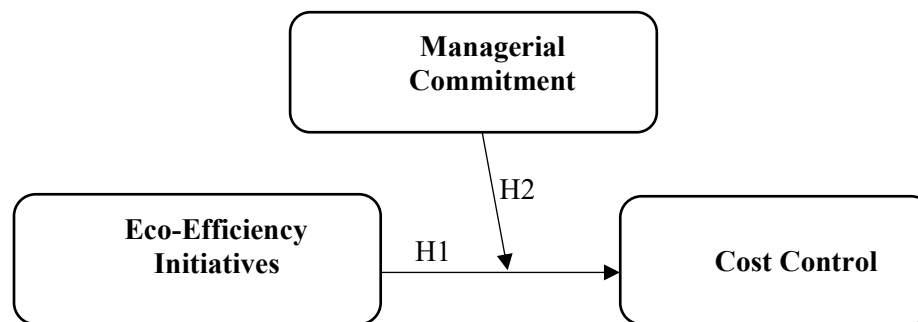 Managerial
Commitment
H2
Eco-Efficiency
Initiatives
H1
Cost Control